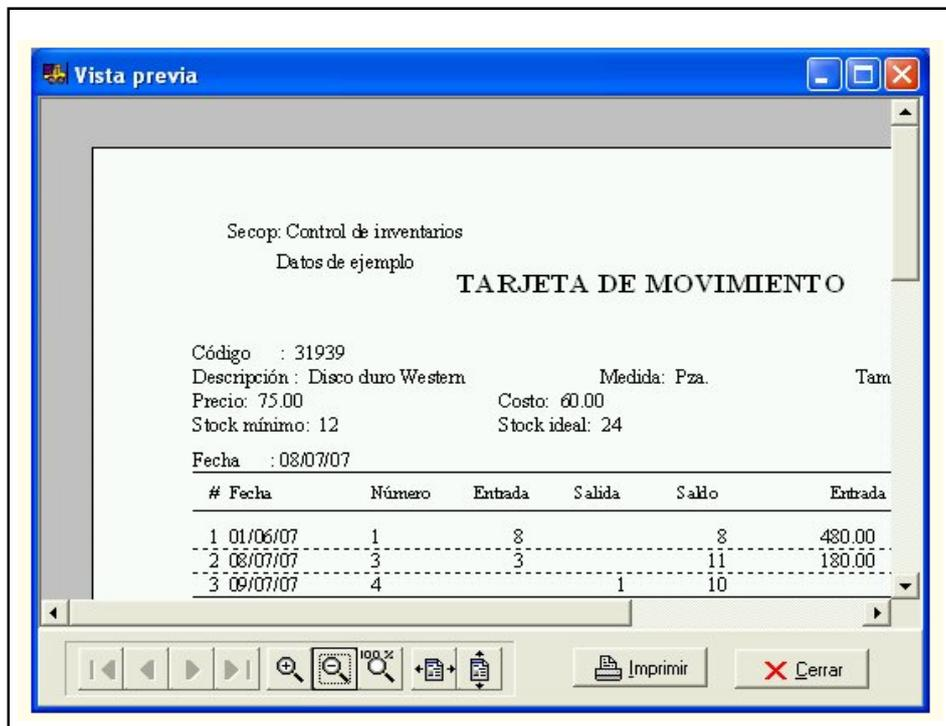 Vista previa
Secop: Control de inventarios
Datos de ejemplo
TARJETA DE MOVIMIENTO
Código : 31939
Descripción : Disco duro Western Medida: Pza. Tam
Precio: 75.00 Costo: 60.00
Stock mínimo: 12 Stock ideal: 24
Fecha : 08/07/07
# Fecha Número Entrada Salida Saldo Entrada
1 01/06/07 1 8 8 480.00
2 08/07/07 3 3 11 180.00
3 09/07/07 4 1 10
100% Imprimir Cerrar